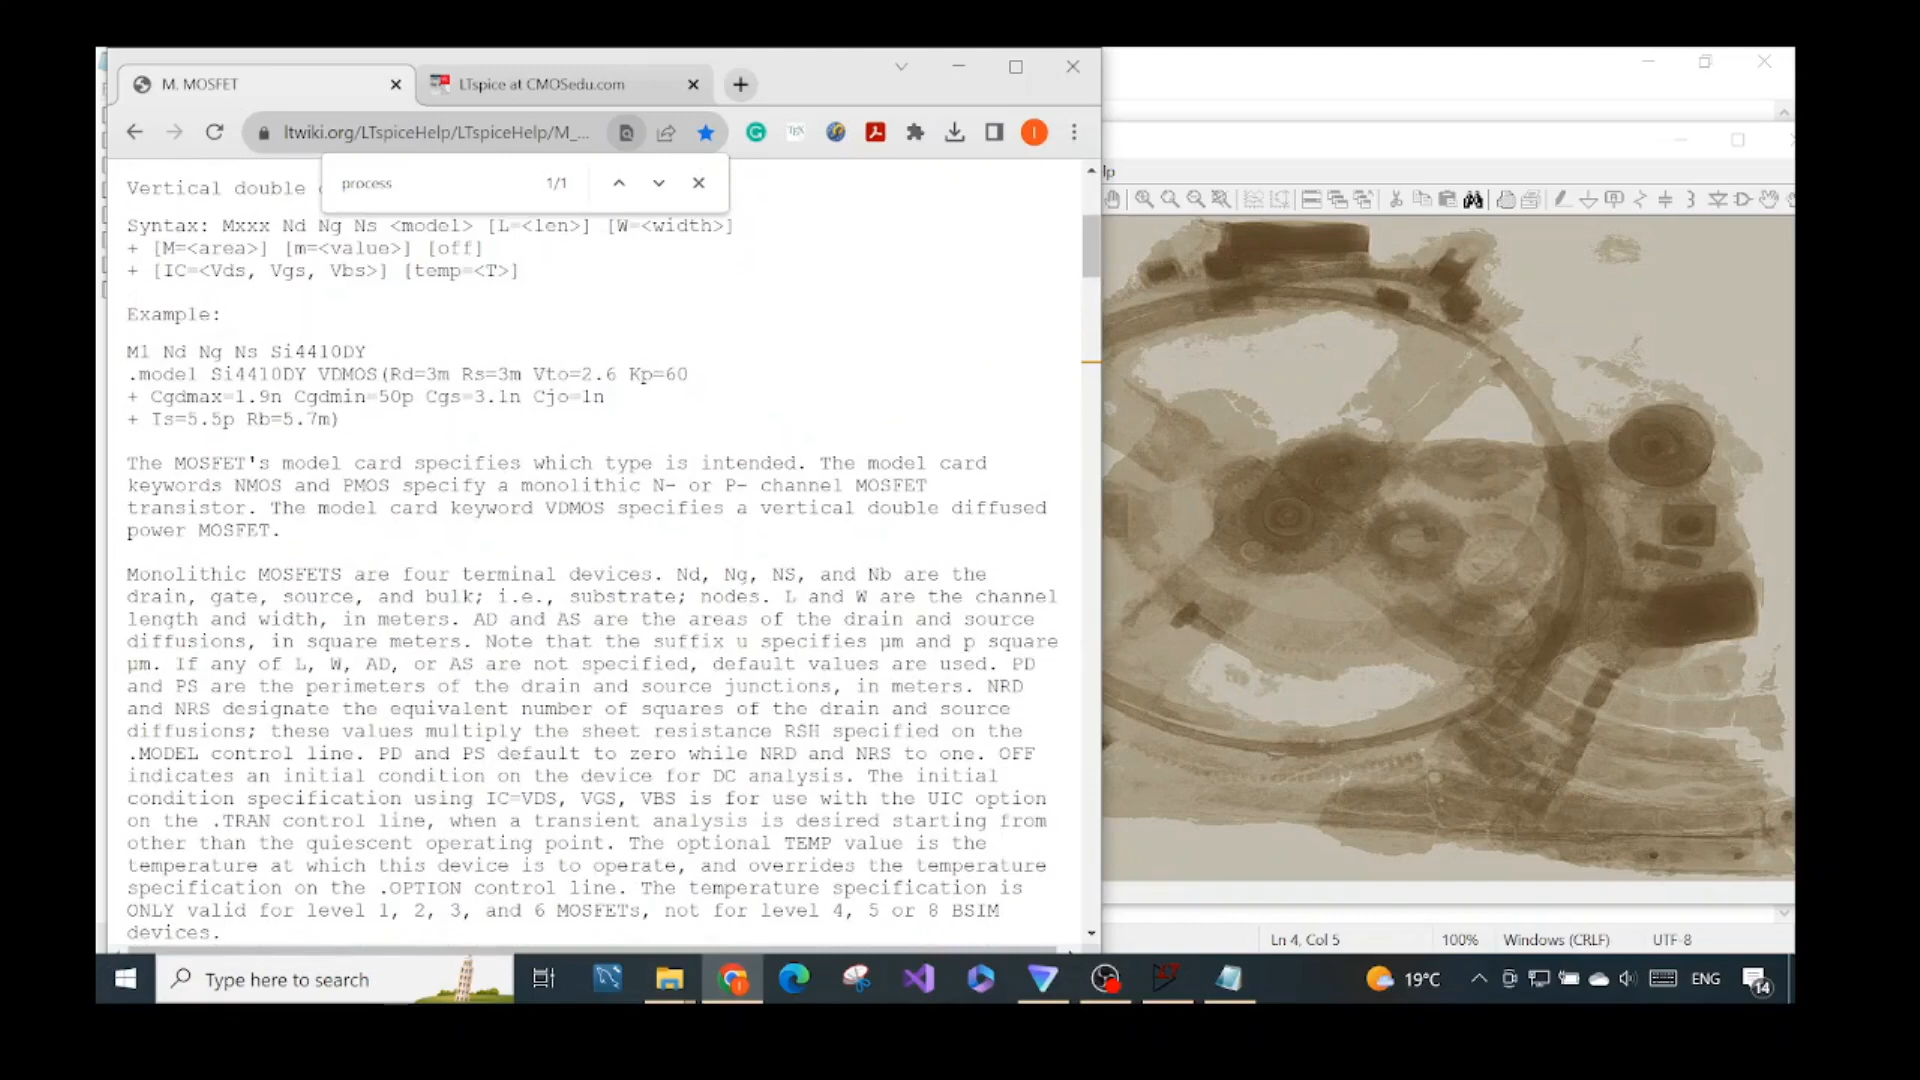 M. MOSFET
LTspice at CMOSedu.com
ltwiki.org/LTspiceHelp/LTspiceHelp/M_...
process 1/1
Vertical double
Syntax: Mxxx Nd Ng Ns <model> [L=<len>] [W=<width>]
+ [M=<area>] [m=<value>] [off]
+ [IC=<Vds, Vgs, Vbs>] [temp=<T>]
Example:
M1 Nd Ng Ns Si4410DY
.model Si4410DY VDMOS(Rd=3m Rs=3m Vto=2.6 Kp=60
+ Cgdmax=1.9n Cgdmin=50p Cgs=3.1n Cjo=1n
+ Is=5.5p Rb=5.7m)
The MOSFET's model card specifies which type is intended. The model card
keywords NMOS and PMOS specify a monolithic N- or P- channel MOSFET
transistor. The model card keyword VDMOS specifies a vertical double diffused
power MOSFET.
Monolithic MOSFETS are four terminal devices. Nd, Ng, NS, and Nb are the
drain, gate, source, and bulk; i.e., substrate; nodes. L and W are the channel
length and width, in meters. AD and AS are the areas of the drain and source
diffusions, in square meters. Note that the suffix u specifies µm and p square
µm. If any of L, W, AD, or AS are not specified, default values are used. PD
and PS are the perimeters of the drain and source junctions, in meters. NRD
and NRS designate the equivalent number of squares of the drain and source
diffusions; these values multiply the sheet resistance RSH specified on the
.MODEL control line. PD and PS default to zero while NRD and NRS to one. OFF
indicates an initial condition on the device for DC analysis. The initial
condition specification using IC=VDS, VGS, VBS is for use with the UIC option
on the .TRAN control line, when a transient analysis is desired starting from
other than the quiescent operating point. The optional TEMP value is the
temperature at which this device is to operate, and overrides the temperature
specification on the .OPTION control line. The temperature specification is
ONLY valid for level 1, 2, 3, and 6 MOSFETs, not for level 4, 5 or 8 BSIM
devices.
lp
Ln 4, Col 5
100%
Windows (CRLF)
UTF-8
Type here to search
19°C
ENG
14